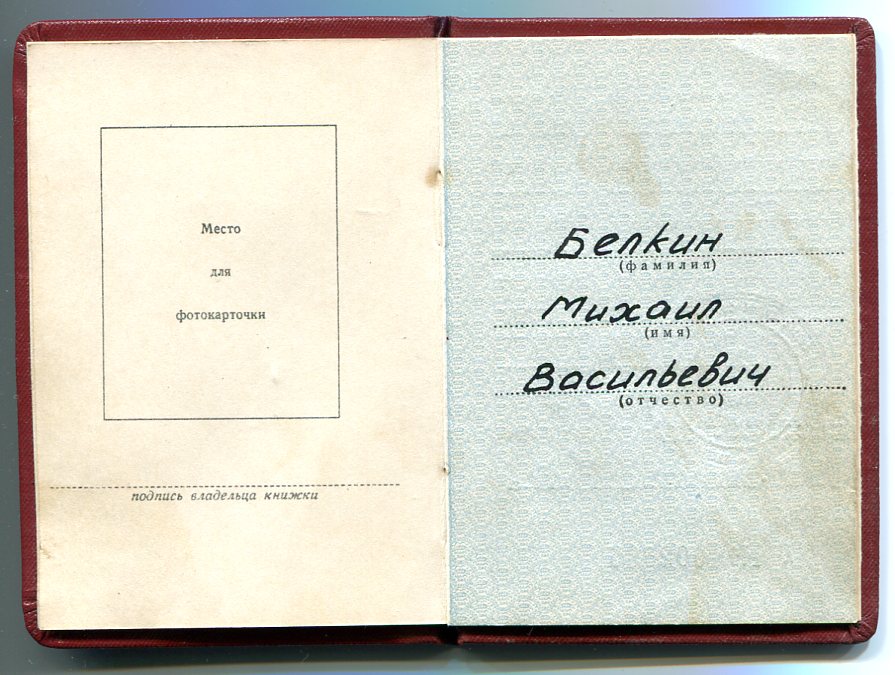 Место
для
фотокарточки
подпись владельца книжки
Белкин
(фамилия)
Михаил
(имя)
Васильевич
(отчество)